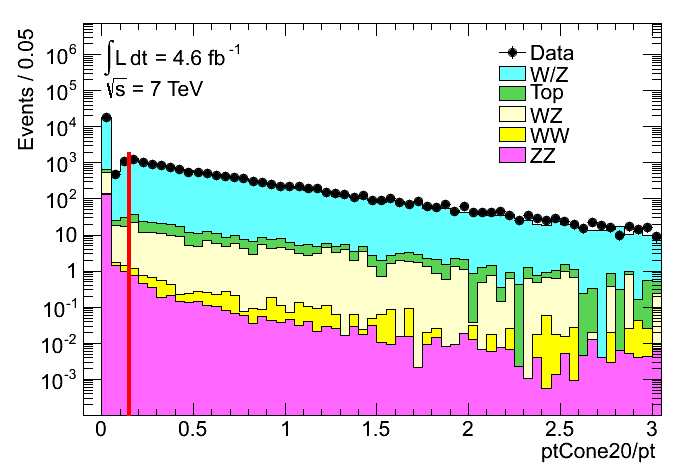 Events / 0.05
∫L dt = 4.6 fb⁻¹
√s = 7 TeV
Data
W/Z
Top
WZ
WW
ZZ
10⁶
10⁵
10⁴
10³
10²
10
1
10⁻¹
10⁻²
10⁻³
0 0.5 1 1.5 2 2.5 3
ptCone20/pt